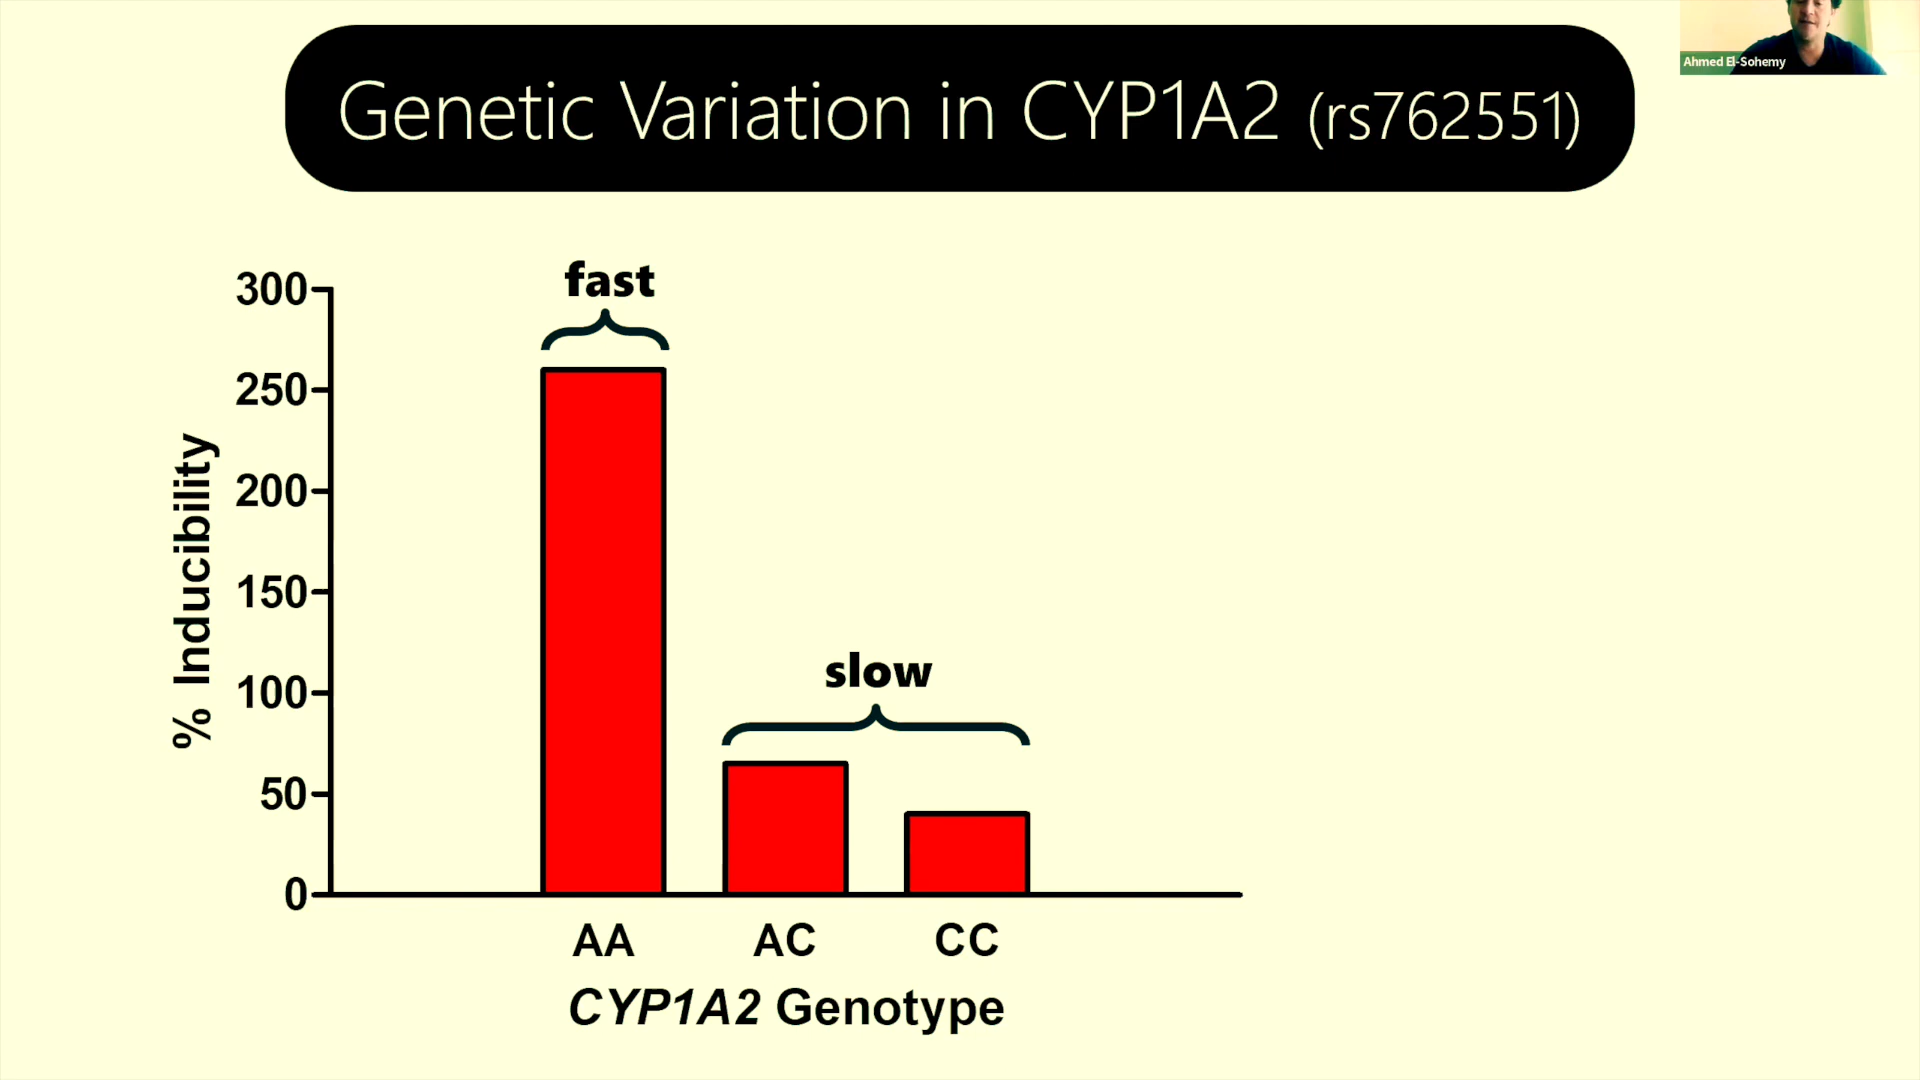 Genetic Variation in CYP1A2 (rs762551)
Ahmed El-Sohemy
fast
slow
% Inducibility
300
250
200
150
100
50
0
AA AC CC
CYP1A2 Genotype